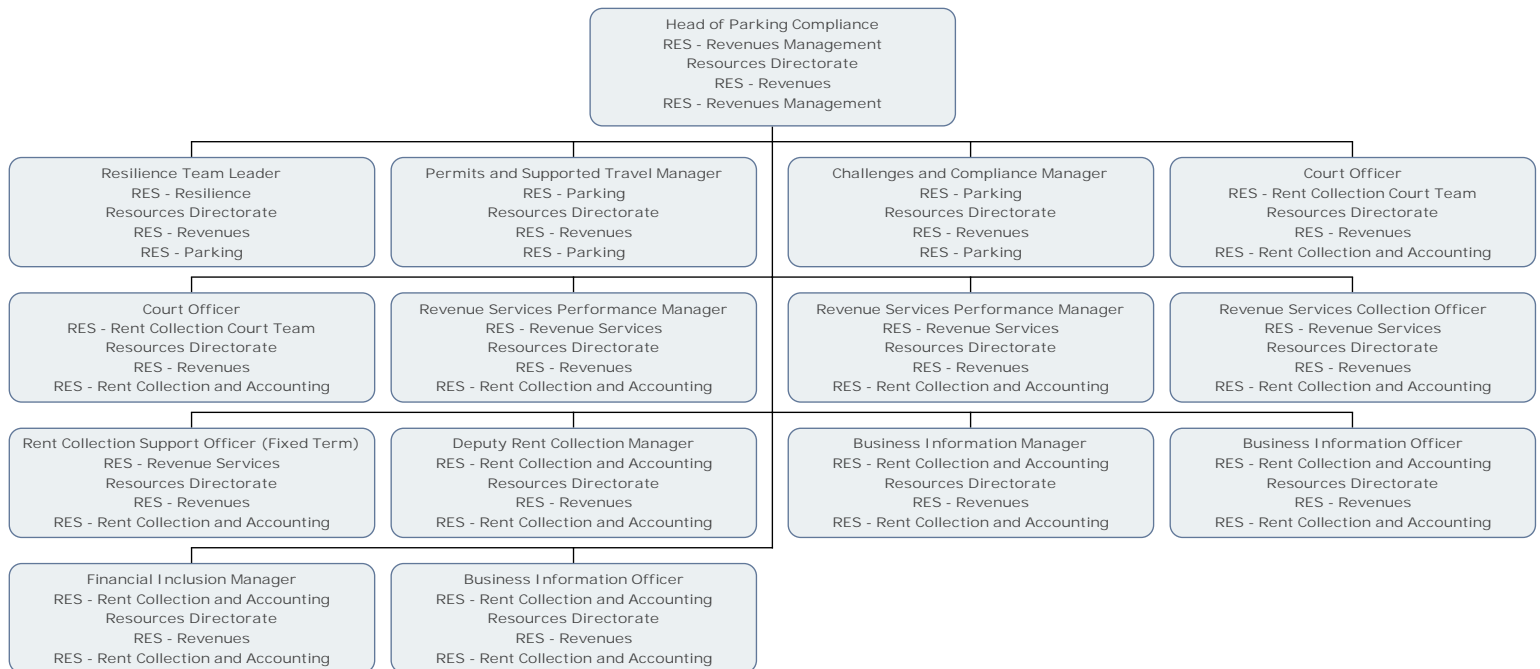 Head of Parking Compliance
RES - Revenues Management
Resources Directorate
RES - Revenues
RES - Revenues Management
Resilience Team Leader
RES - Resilience
Resources Directorate
RES - Revenues
RES - Parking
Permits and Supported Travel Manager
RES - Parking
Resources Directorate
RES - Revenues
RES - Parking
Challenges and Compliance Manager
RES - Parking
Resources Directorate
RES - Revenues
RES - Parking
Court Officer
RES - Rent Collection Court Team
Resources Directorate
RES - Revenues
RES - Rent Collection and Accounting
Court Officer
RES - Rent Collection Court Team
Resources Directorate
RES - Revenues
RES - Rent Collection and Accounting
Revenue Services Performance Manager
RES - Revenue Services
Resources Directorate
RES - Revenues
RES - Rent Collection and Accounting
Revenue Services Performance Manager
RES - Revenue Services
Resources Directorate
RES - Revenues
RES - Rent Collection and Accounting
Revenue Services Collection Officer
RES - Revenue Services
Resources Directorate
RES - Revenues
RES - Rent Collection and Accounting
Rent Collection Support Officer (Fixed Term)
RES - Revenue Services
Resources Directorate
RES - Revenues
RES - Rent Collection and Accounting
Deputy Rent Collection Manager
RES - Rent Collection and Accounting
Resources Directorate
RES - Revenues
RES - Rent Collection and Accounting
Business Information Manager
RES - Rent Collection and Accounting
Resources Directorate
RES - Revenues
RES - Rent Collection and Accounting
Business Information Officer
RES - Rent Collection and Accounting
Resources Directorate
RES - Revenues
RES - Rent Collection and Accounting
Financial Inclusion Manager
RES - Rent Collection and Accounting
Resources Directorate
RES - Revenues
RES - Rent Collection and Accounting
Business Information Officer
RES - Rent Collection and Accounting
Resources Directorate
RES - Revenues
RES - Rent Collection and Accounting